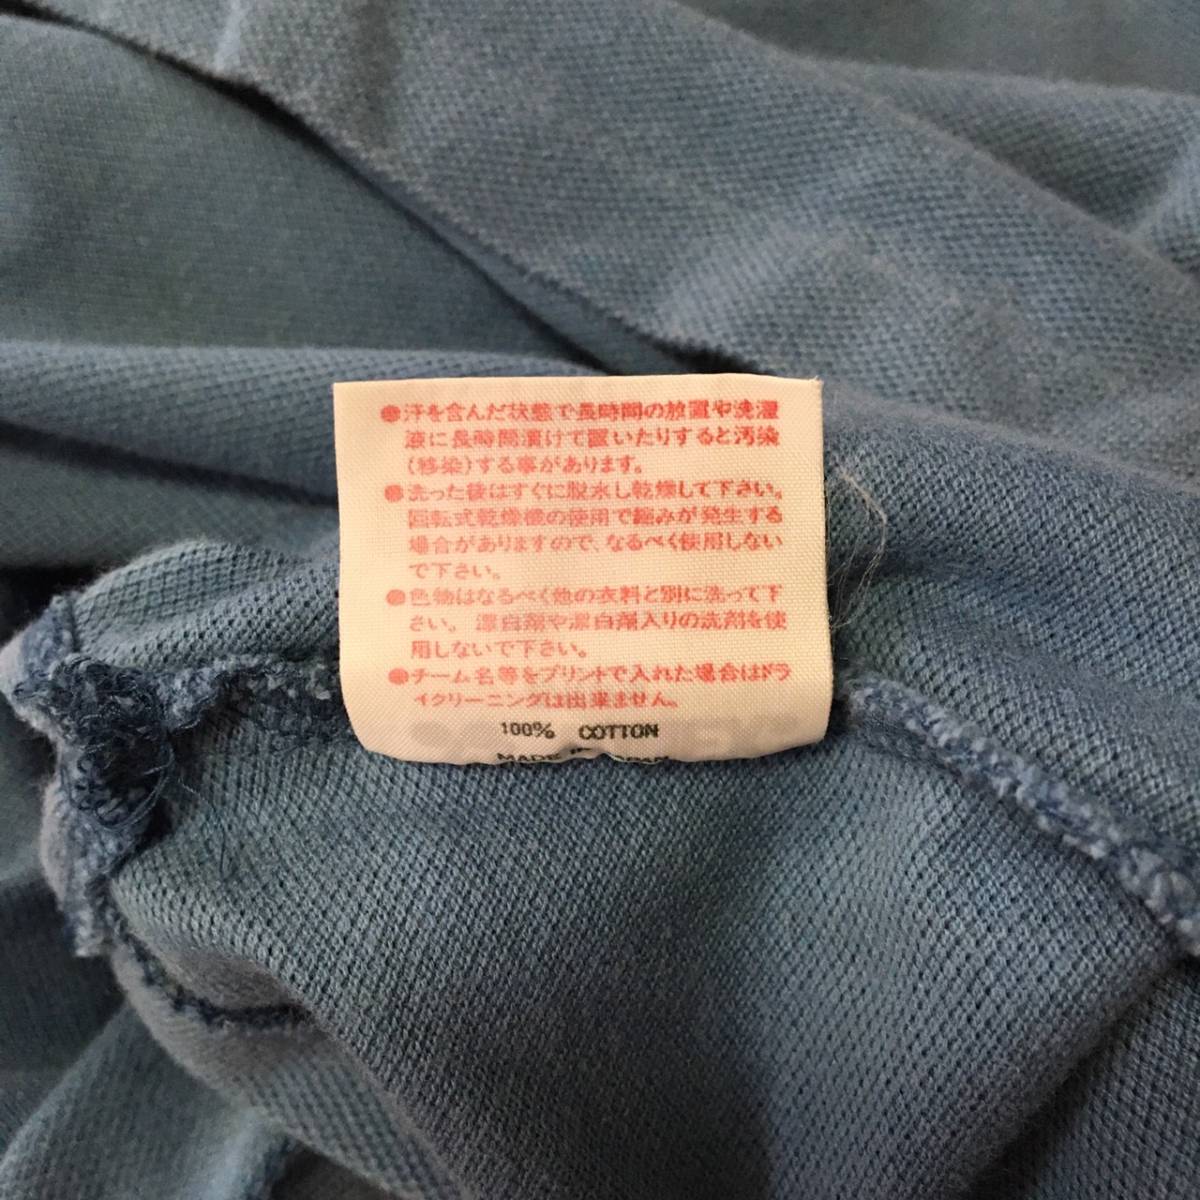 ●汗を含んだ状態で長時間の放置や洗濯
液に長時間漬けて置いたりすると汚染
(移染)する事があります。
●洗った後はすぐに脱水し乾燥して下さい。
回転式乾燥機の使用で縮みが発生する
場合がありますので、なるべく使用しない
で下さい。
●色物はなるべく他の衣料と別に洗って下
さい。漂白剤や漂白剤入りの洗剤を使
用しないで下さい。
●チーム名等をプリントで入れた場合はドラ
イクリーニングは出来ません。
100% COTTON
MADE IN JAPAN